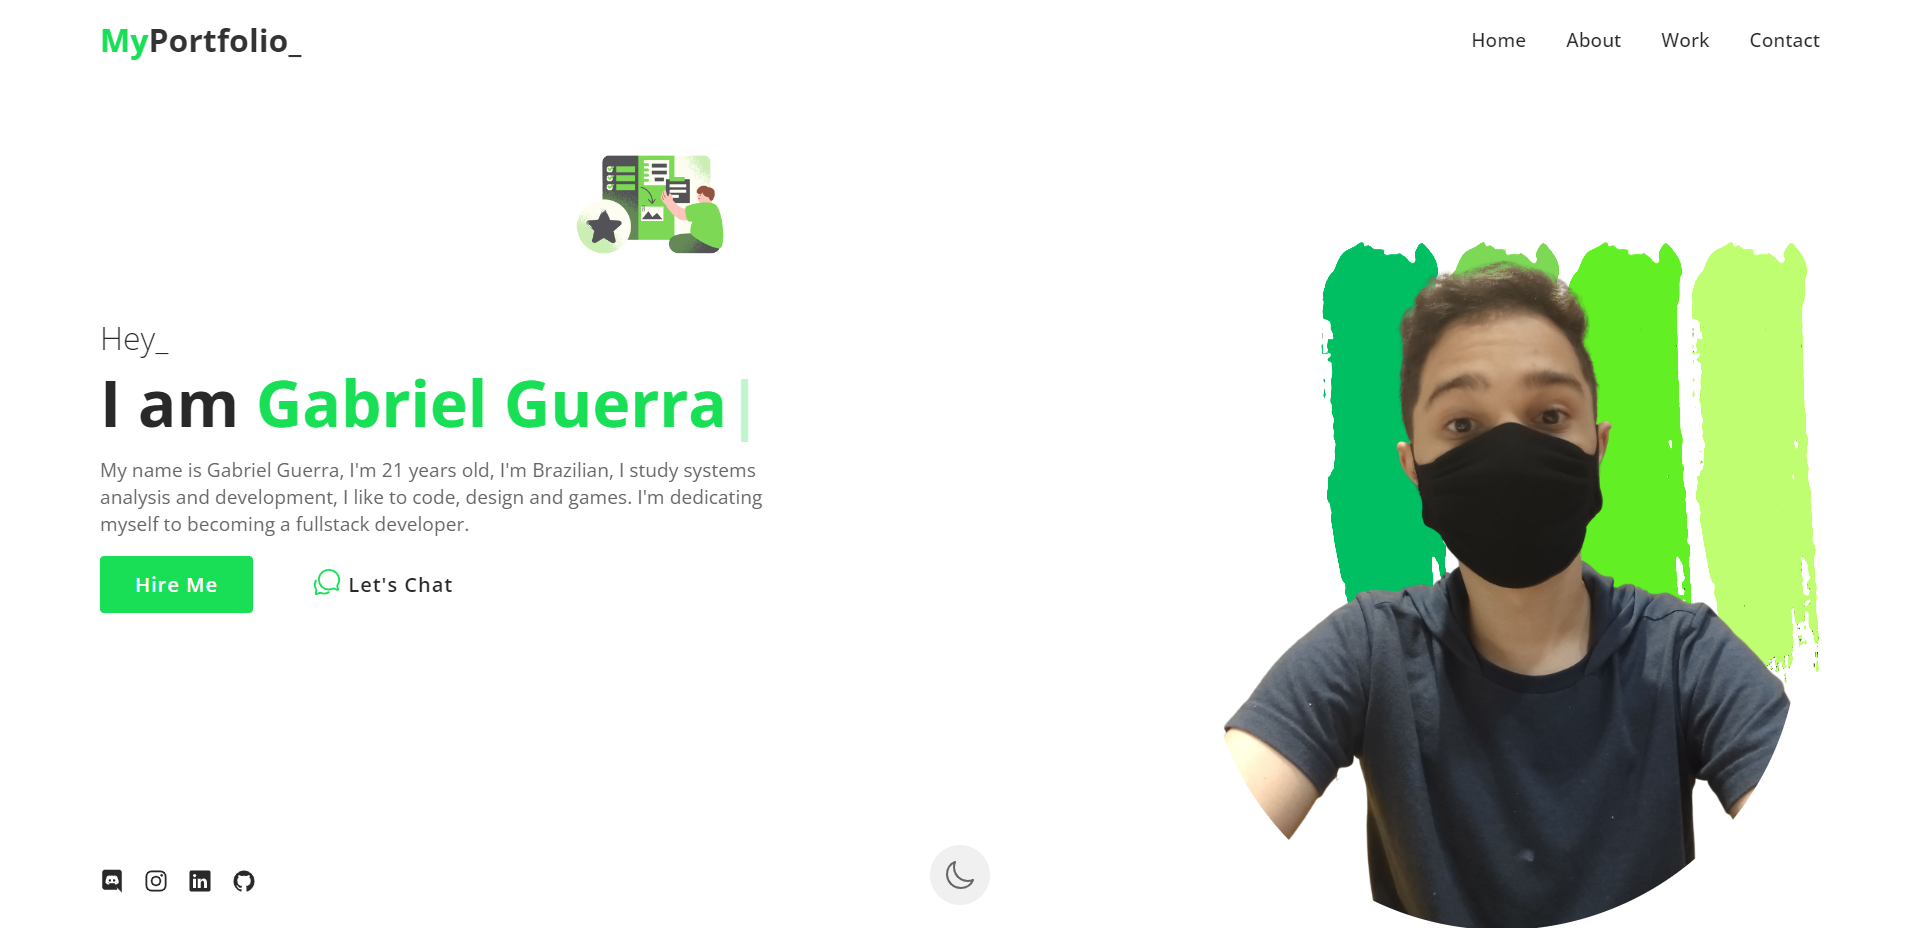 MyPortfolio_
Home About Work Contact
Hey_
I am Gabriel Guerra|
My name is Gabriel Guerra, I'm 21 years old, I'm Brazilian, I study systems
analysis and development, I like to code, design and games. I'm dedicating
myself to becoming a fullstack developer.
Hire Me
Let's Chat